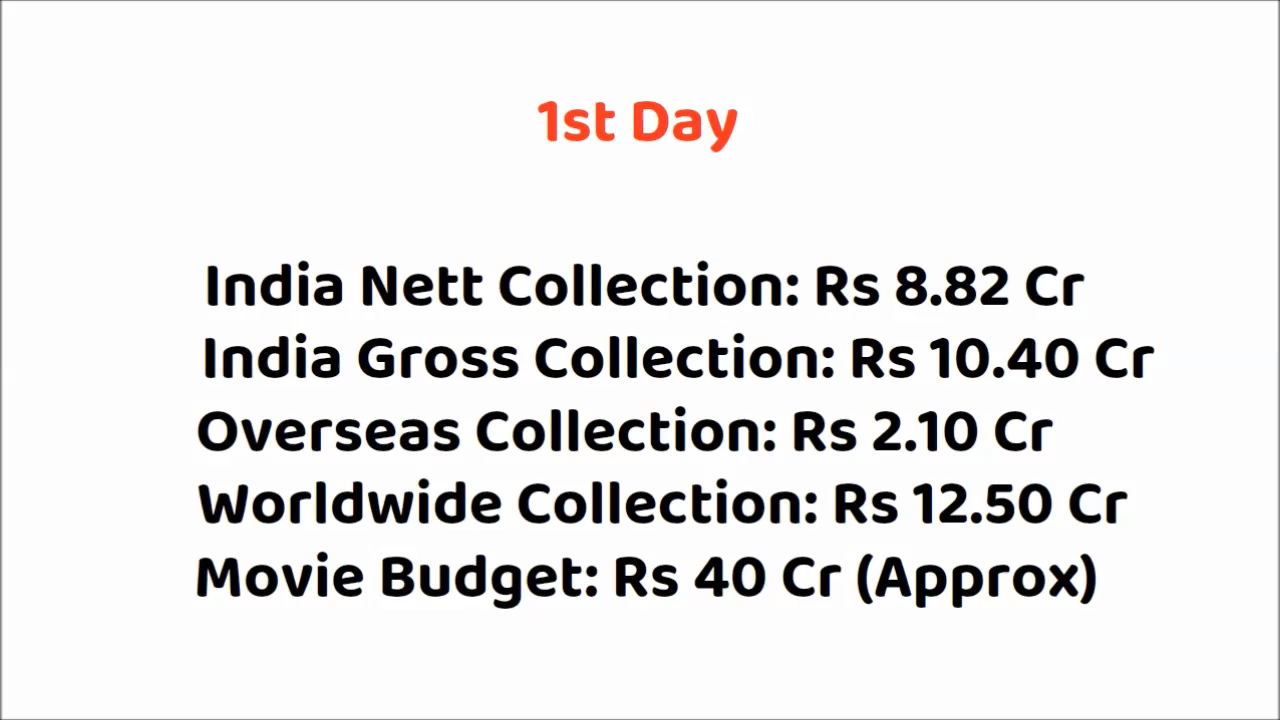 1st Day
India Nett Collection: Rs 8.82 Cr
India Gross Collection: Rs 10.40 Cr
Overseas Collection: Rs 2.10 Cr
Worldwide Collection: Rs 12.50 Cr
Movie Budget: Rs 40 Cr (Approx)